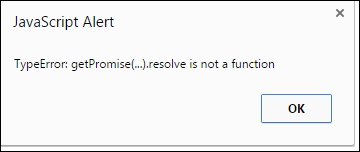 JavaScript Alert
TypeError: getPromise(...).resolve is not a function
OK